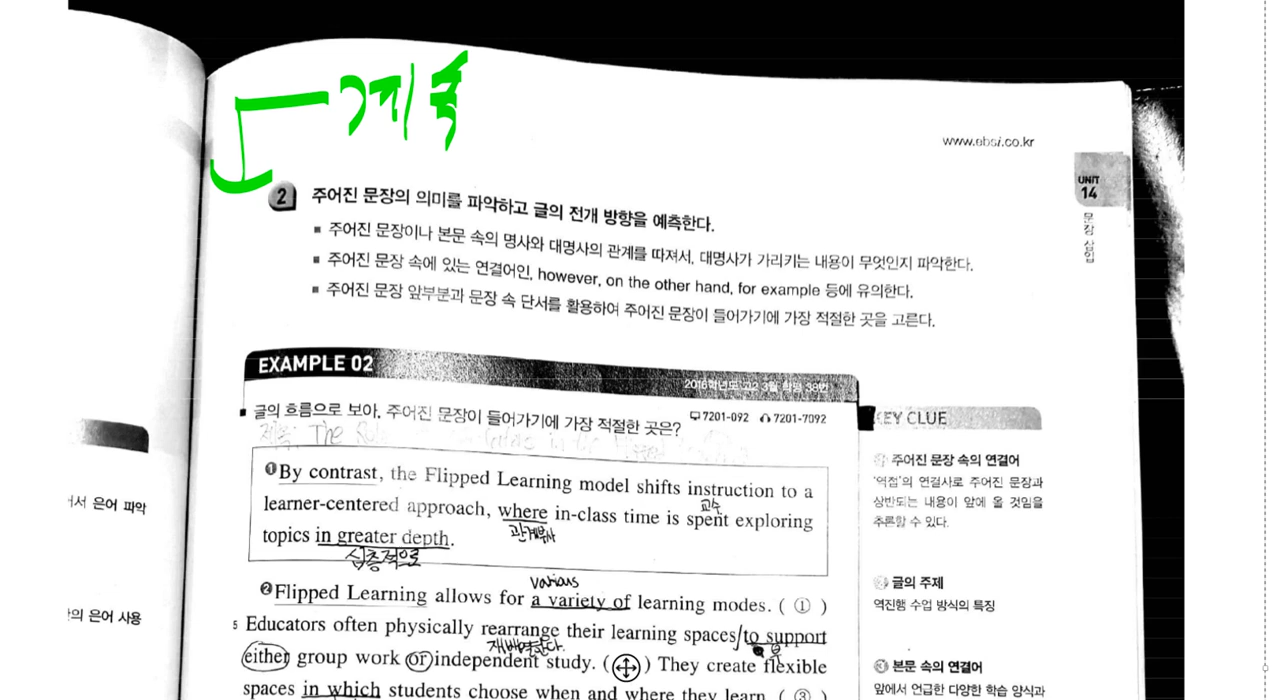 www.ebsi.co.kr
UNIT
14
문장 삽입
2 주어진 문장의 의미를 파악하고 글의 전개 방향을 예측한다.
■ 주어진 문장이나 본문 속의 명사와 대명사의 관계를 따져서, 대명사가 가리키는 내용이 무엇인지 파악한다.
■ 주어진 문장 속에 있는 연결어인, however, on the other hand, for example 등에 유의한다.
■ 주어진 문장 앞부분과 문장 속 단서를 활용하여 주어진 문장이 들어가기에 가장 적절한 곳을 고른다.
EXAMPLE 02
2016학년도 고2 3월 학평 38번
7201-092 7201-7092
■ 글의 흐름으로 보아, 주어진 문장이 들어가기에 가장 적절한 곳은?
제목: The
❶By contrast, the Flipped Learning model shifts instruction to a
교수
learner-centered approach, where in-class time is spent exploring
관계부사
topics in greater depth.
심층적으로
various
❷Flipped Learning allows for a variety of learning modes. ( ① )
5 Educators often physically rearrange their learning spaces/to support
재배열한다.
either group work or independent study. ( ) They create flexible
spaces in which students choose when and where they learn. ( ③ )
KEY CLUE
주어진 문장 속의 연결어
'역접'의 연결사로 주어진 문장과
상반되는 내용이 앞에 올 것임을
추론할 수 있다.
글의 주제
역진행 수업 방식의 특징
본문 속의 연결어
앞에서 언급한 다양한 학습 양식과
서 은어 파악
의 은어 사용